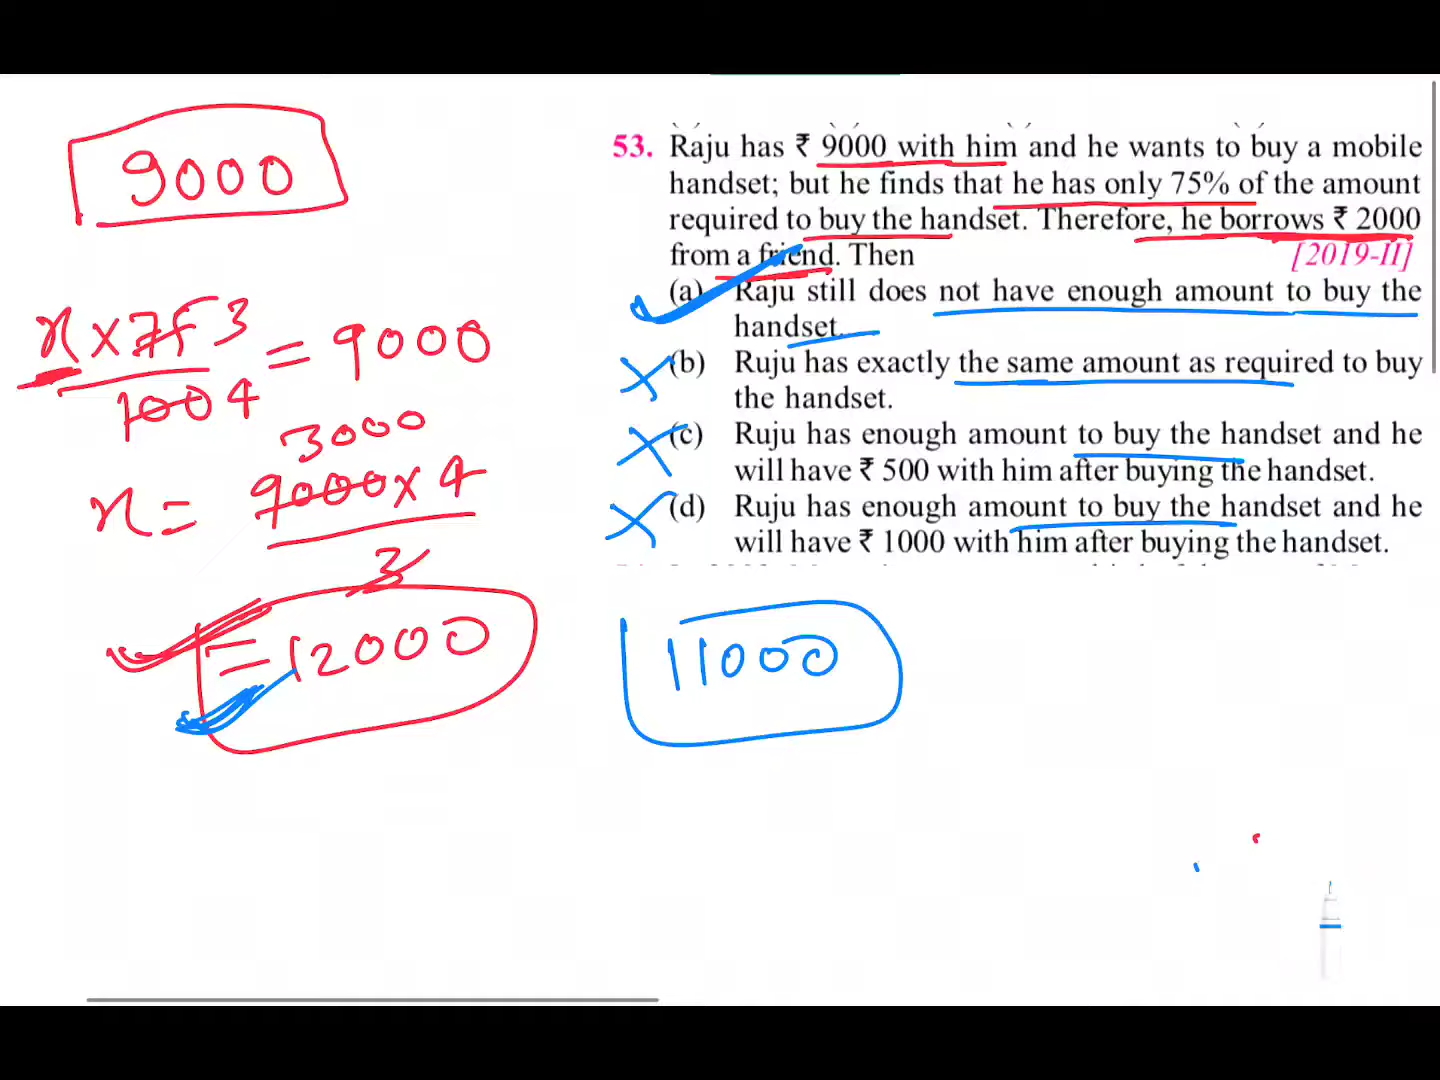 9000
x × 75 3 = 9000
100 4
3000
x = 9000 × 4
3
= 12000
53. Raju has ₹ 9000 with him and he wants to buy a mobile
handset; but he finds that he has only 75% of the amount
required to buy the handset. Therefore, he borrows ₹ 2000
from a friend. Then [2019-II]
(a) Raju still does not have enough amount to buy the
handset.
(b) Ruju has exactly the same amount as required to buy
the handset.
(c) Ruju has enough amount to buy the handset and he
will have ₹ 500 with him after buying the handset.
(d) Ruju has enough amount to buy the handset and he
will have ₹ 1000 with him after buying the handset.
11000